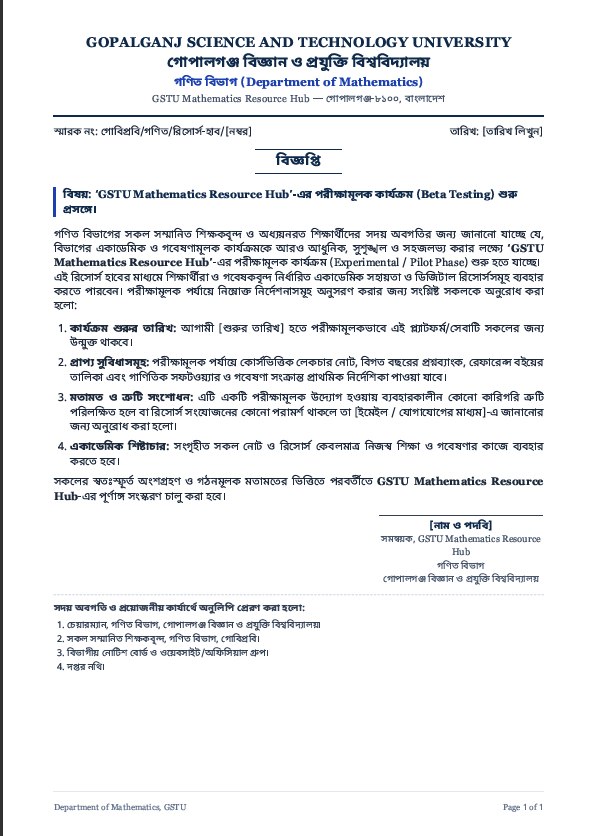 GOPALGANJ SCIENCE AND TECHNOLOGY UNIVERSITY
গোপালগঞ্জ বিজ্ঞান ও প্রযুক্তি বিশ্ববিদ্যালয়
গণিত বিভাগ (Department of Mathematics)
GSTU Mathematics Resource Hub — গোপালগঞ্জ-৮১০০, বাংলাদেশ
স্মারক নং: গোবিপ্রবি/গণিত/রিসোর্স-হাব/[নম্বর] তারিখ: [তারিখ লিখুন]
বিজ্ঞপ্তি
বিষয়: ‘GSTU Mathematics Resource Hub’-এর পরীক্ষামূলক কার্যক্রম (Beta Testing) শুরু
প্রসঙ্গে।
গণিত বিভাগের সকল সম্মানিত শিক্ষকবৃন্দ ও অধ্যয়নরত শিক্ষার্থীদের সদয় অবগতির জন্য জানানো যাচ্ছে যে,
বিভাগের একাডেমিক ও গবেষণামূলক কার্যক্রমকে আরও আধুনিক, সুশৃঙ্খল ও সহজলভ্য করার লক্ষ্যে ‘GSTU
Mathematics Resource Hub’-এর পরীক্ষামূলক কার্যক্রম (Experimental / Pilot Phase) শুরু হতে যাচ্ছে।
এই রিসোর্স হাবের মাধ্যমে শিক্ষার্থীরা ও গবেষকবৃন্দ নির্ধারিত একাডেমিক সহায়তা ও ডিজিটাল রিসোর্সসমূহ ব্যবহার
করতে পারবেন। পরীক্ষামূলক পর্যায়ে নিম্নোক্ত নির্দেশনাসমূহ অনুসরণ করার জন্য সংশ্লিষ্ট সকলকে অনুরোধ করা
হলো:
1. কার্যক্রম শুরুর তারিখ: আগামী [শুরুর তারিখ] হতে পরীক্ষামূলকভাবে এই প্ল্যাটফর্ম/সেবাটি সকলের জন্য
উন্মুক্ত থাকবে।
2. প্রাপ্য সুবিধাসমূহ: পরীক্ষামূলক পর্যায়ে কোর্সভিত্তিক লেকচার নোট, বিগত বছরের প্রশ্নব্যাংক, রেফারেন্স বইয়ের
তালিকা এবং গাণিতিক সফটওয়্যার ও গবেষণা সংক্রান্ত প্রাথমিক নির্দেশিকা পাওয়া যাবে।
3. মতামত ও ত্রুটি সংশোধন: এটি একটি পরীক্ষামূলক উদ্যোগ হওয়ায় ব্যবহারকালীন কোনো কারিগরি ত্রুটি
পরিলক্ষিত হলে বা রিসোর্স সংযোজনের কোনো পরামর্শ থাকলে তা [ইমেইল / যোগাযোগের মাধ্যম]-এ জানানোর
জন্য অনুরোধ করা হলো।
4. একাডেমিক শিষ্টাচার: সংগৃহীত সকল নোট ও রিসোর্স কেবলমাত্র নিজস্ব শিক্ষা ও গবেষণার কাজে ব্যবহার
করতে হবে।
সকলের স্বতঃস্ফূর্ত অংশগ্রহণ ও গঠনমূলক মতামতের ভিত্তিতে পরবর্তীতে GSTU Mathematics Resource
Hub-এর পূর্ণাঙ্গ সংস্করণ চালু করা হবে।
[নাম ও পদবি]
সমন্বয়ক, GSTU Mathematics Resource
Hub
গণিত বিভাগ
গোপালগঞ্জ বিজ্ঞান ও প্রযুক্তি বিশ্ববিদ্যালয়
সদয় অবগতি ও প্রয়োজনীয় কার্যার্থে অনুলিপি প্রেরণ করা হলো:
1. চেয়ারম্যান, গণিত বিভাগ, গোপালগঞ্জ বিজ্ঞান ও প্রযুক্তি বিশ্ববিদ্যালয়।
2. সকল সম্মানিত শিক্ষকবৃন্দ, গণিত বিভাগ, গোবিপ্রবি।
3. বিভাগীয় নোটিশ বোর্ড ও ওয়েবসাইট/অফিসিয়াল গ্রুপ।
4. দপ্তর নথি।
Department of Mathematics, GSTU Page 1 of 1